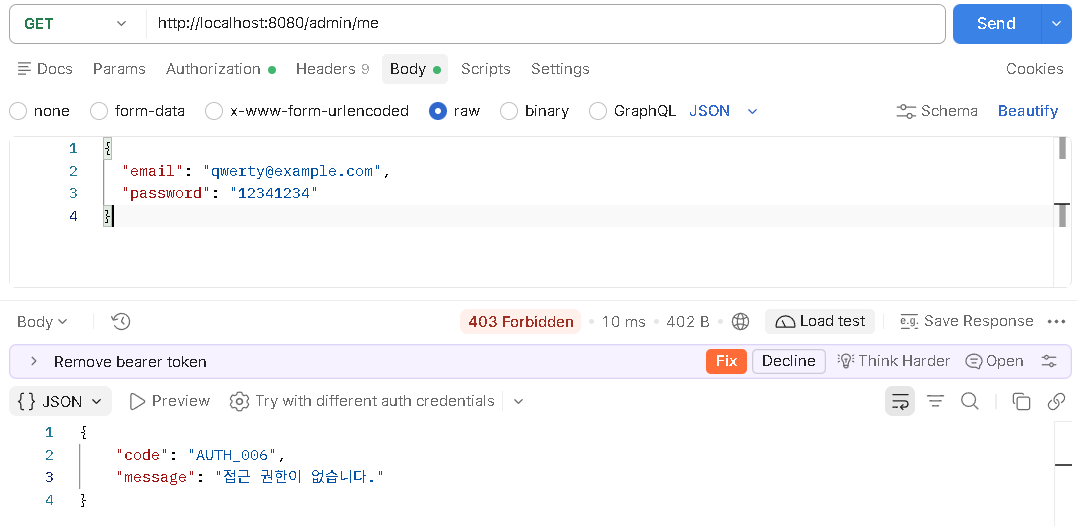 GET http://localhost:8080/admin/me Send
Docs Params Authorization Headers 9 Body Scripts Settings Cookies
none form-data x-www-form-urlencoded raw binary GraphQL JSON Schema Beautify
1 {
2 "email": "qwerty@example.com",
3 "password": "12341234"
4 }
Body 403 Forbidden 10 ms 402 B Load test e.g. Save Response
Remove bearer token Fix Decline Think Harder Open
{} JSON Preview Try with different auth credentials
1 {
2 "code": "AUTH_006",
3 "message": "접근 권한이 없습니다."
4 }